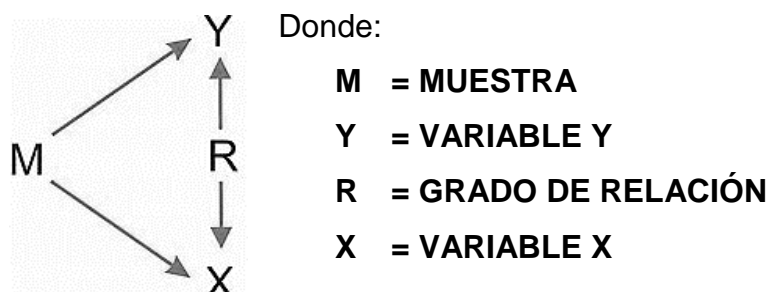 Y
M
R
X
Donde:
M = MUESTRA
Y = VARIABLE Y
R = GRADO DE RELACIÓN
X = VARIABLE X